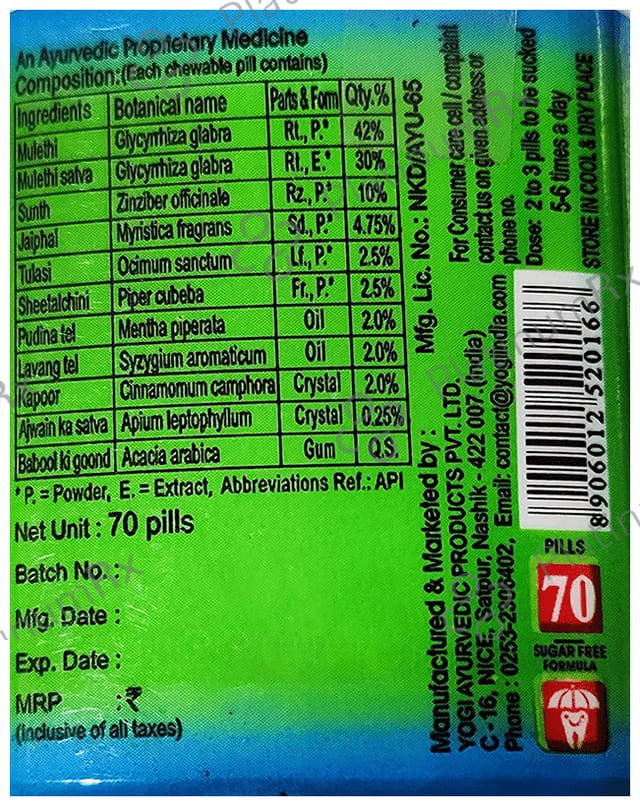 An Ayurvedic Proprietary Medicine
Composition:(Each chewable pill contains)
Ingredients Botanical name Parts & Form Qty.%
Mulethi Glycyrrhiza glabra Rt., P.* 42%
Mulethi satva Glycyrrhiza glabra Rt., E.* 30%
Sunth Zinziber officinale Rz., P.* 10%
Jaiphal Myristica fragrans Sd., P.* 4.75%
Tulasi Ocimum sanctum Lf., P.* 2.5%
Sheetalchini Piper cubeba Fr., P.* 2.5%
Pudina tel Mentha piperata Oil 2.0%
Lavang tel Syzygium aromaticum Oil 2.0%
Kapoor Cinnamomum camphora Crystal 2.0%
Ajwain ka satva Apium leptophyllum Crystal 0.25%
Babool ki goond Acacia arabica Gum Q.S.
* P. = Powder, E. = Extract, Abbreviations Ref.: API
Net Unit : 70 pills
Batch No. :
Mfg. Date :
Exp. Date :
MRP :₹
(Inclusive of all taxes)
Manufactured & Marketed by : Mfg. Lic. No.: NKD/AYU-65
YOGI AYURVEDIC PRODUCTS PVT. LTD.
C-16, NICE, Satpur, Nashik - 422 007. (India)
Phone : 0253-2306402, Email: contact@yogiindia.com
For Consumer care cell / complaint
contact us on given address or
phone no.
Dose: 2 to 3 pills to be sucked
5-6 times a day
STORE IN COOL & DRY PLACE
8 906012 520166
PILLS
70
SUGAR FREE
FORMULA
PlatinumRx